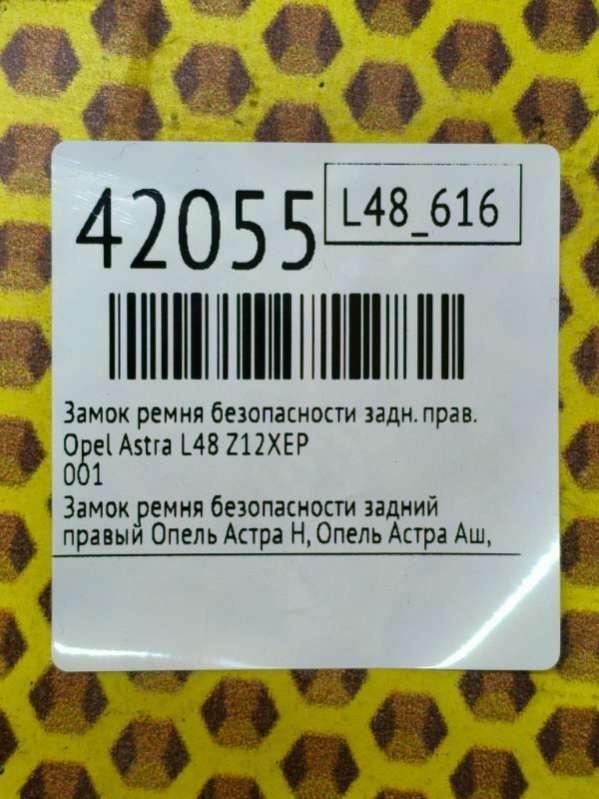 42055
L48_616
Замок ремня безопасности задн. прав.
Opel Astra L48 Z12XEP
001
Замок ремня безопасности задний
правый Опель Астра H, Опель Астра Аш,